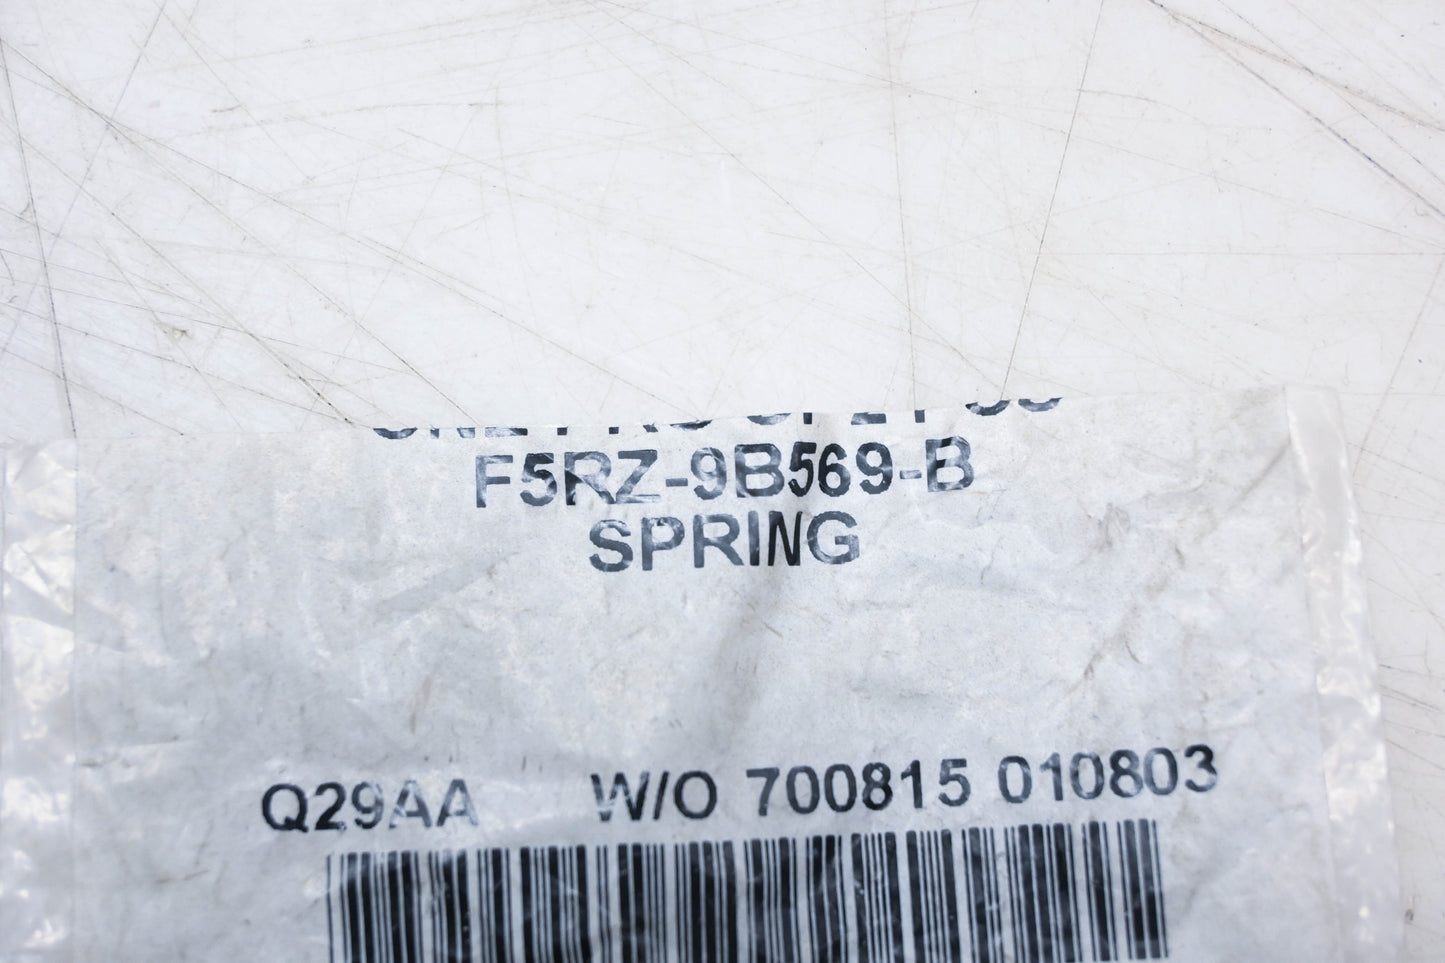 F5RZ-9B569-B
SPRING
Q29AA W/O 700815 010803